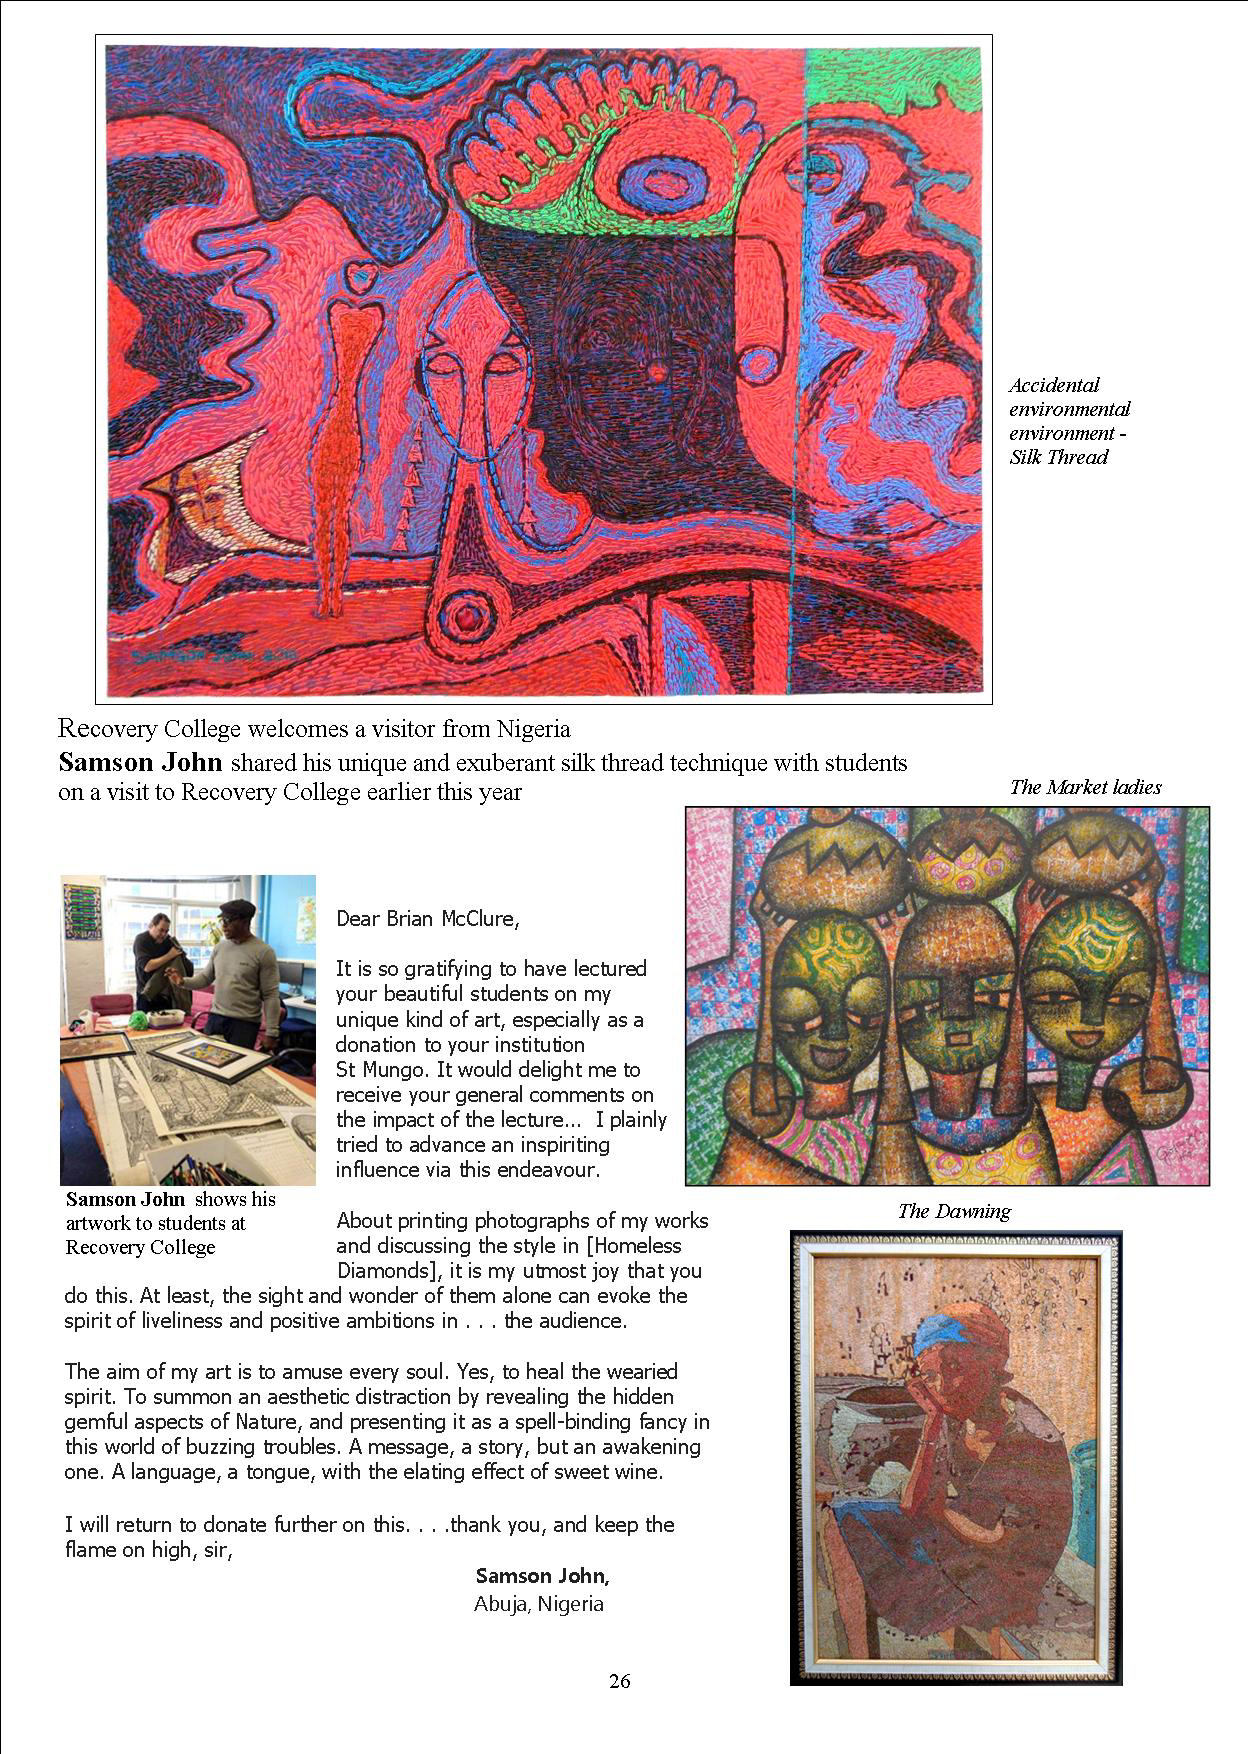 Accidental
environmental
environment -
Silk Thread
SAMSON JOHN
Recovery College welcomes a visitor from Nigeria
Samson John shared his unique and exuberant silk thread technique with students
on a visit to Recovery College earlier this year
The Market ladies
Dear Brian McClure,
It is so gratifying to have lectured
your beautiful students on my
unique kind of art, especially as a
donation to your institution
St Mungo. It would delight me to
receive your general comments on
the impact of the lecture... I plainly
tried to advance an inspiriting
influence via this endeavour.
Samson John shows his
artwork to students at
Recovery College
The Dawning
About printing photographs of my works
and discussing the style in [Homeless
Diamonds], it is my utmost joy that you
do this. At least, the sight and wonder of them alone can evoke the
spirit of liveliness and positive ambitions in . . . the audience.
The aim of my art is to amuse every soul. Yes, to heal the wearied
spirit. To summon an aesthetic distraction by revealing the hidden
gemful aspects of Nature, and presenting it as a spell-binding fancy in
this world of buzzing troubles. A message, a story, but an awakening
one. A language, a tongue, with the elating effect of sweet wine.
I will return to donate further on this. . . .thank you, and keep the
flame on high, sir,
Samson John,
Abuja, Nigeria
26